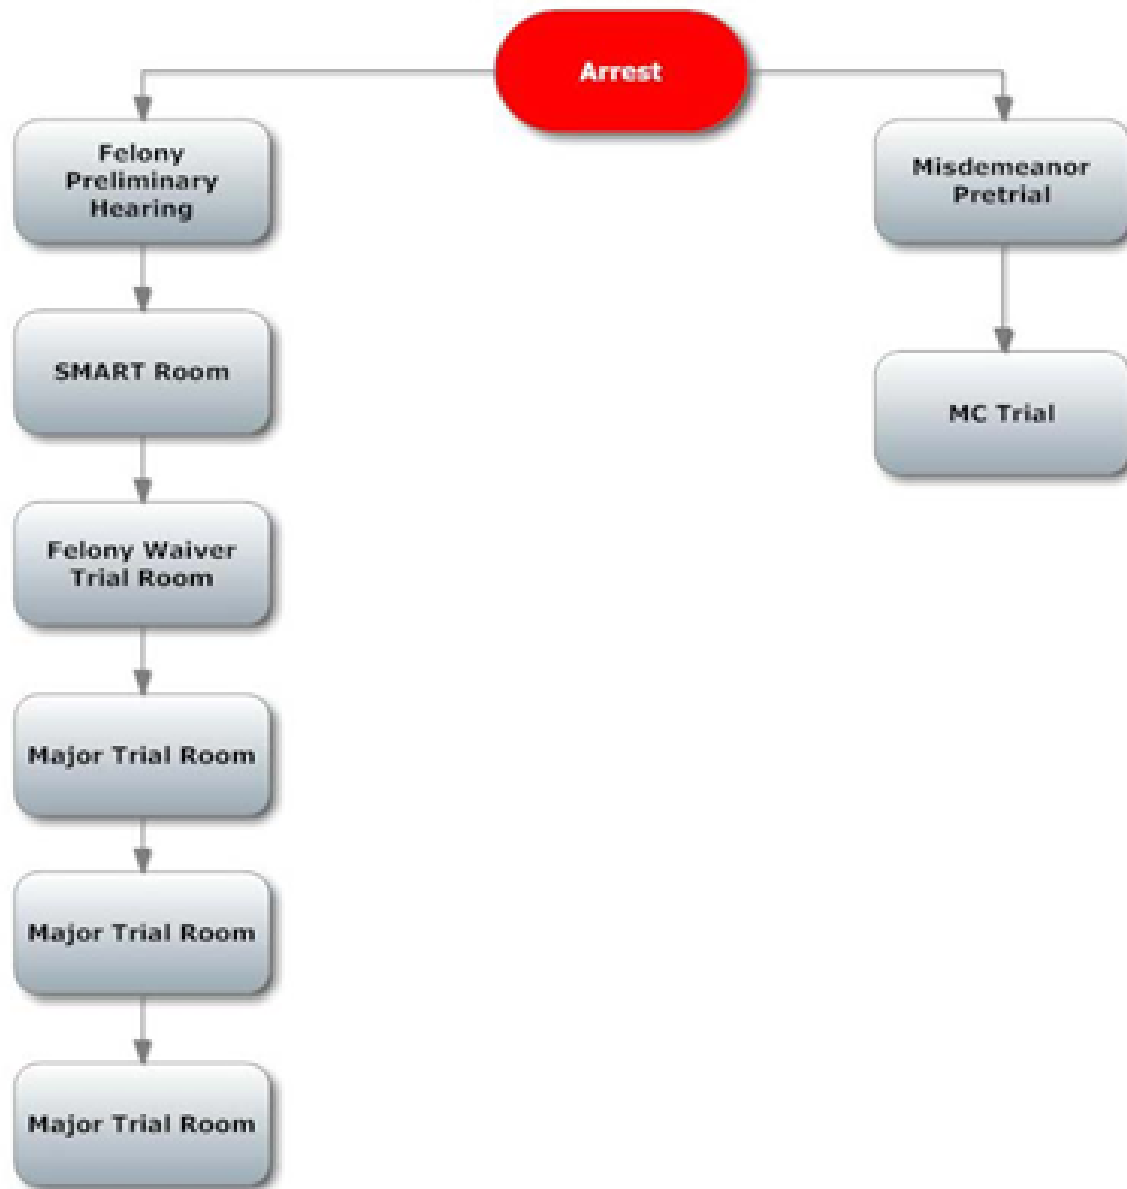 Arrest
Felony
Preliminary
Hearing
Misdemeanor
Pretrial
SMART Room
MC Trial
Felony Waiver
Trial Room
Major Trial Room
Major Trial Room
Major Trial Room